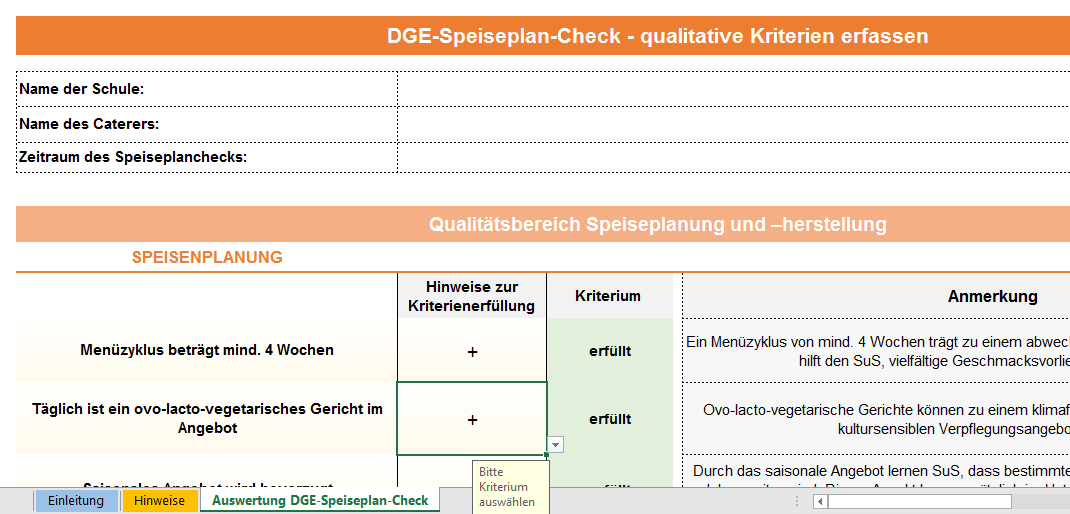 DGE-Speiseplan-Check - qualitative Kriterien erfassen
Name der Schule:
Name des Caterers:
Zeitraum des Speiseplanchecks:
Qualitätsbereich Speiseplanung und –herstellung
SPEISENPLANUNG
Hinweise zur
Kriterienerfüllung
Kriterium
Anmerkung
Menüzyklus beträgt mind. 4 Wochen
+
erfüllt
Ein Menüzyklus von mind. 4 Wochen trägt zu einem
hilft den SuS, vielfältige
Täglich ist ein ovo-lacto-vegetarisches Gericht im
Angebot
+
erfüllt
Ovo-lacto-vegetarische Gerichte können zu einem
kultursensiblen
Durch das saisonale Angebot lernen SuS, dass bestimmte
Saisonales Angebot wird bevorzugt
Bitte
Kriterium
auswählen
Einleitung
Hinweise
Auswertung DGE-Speiseplan-Check